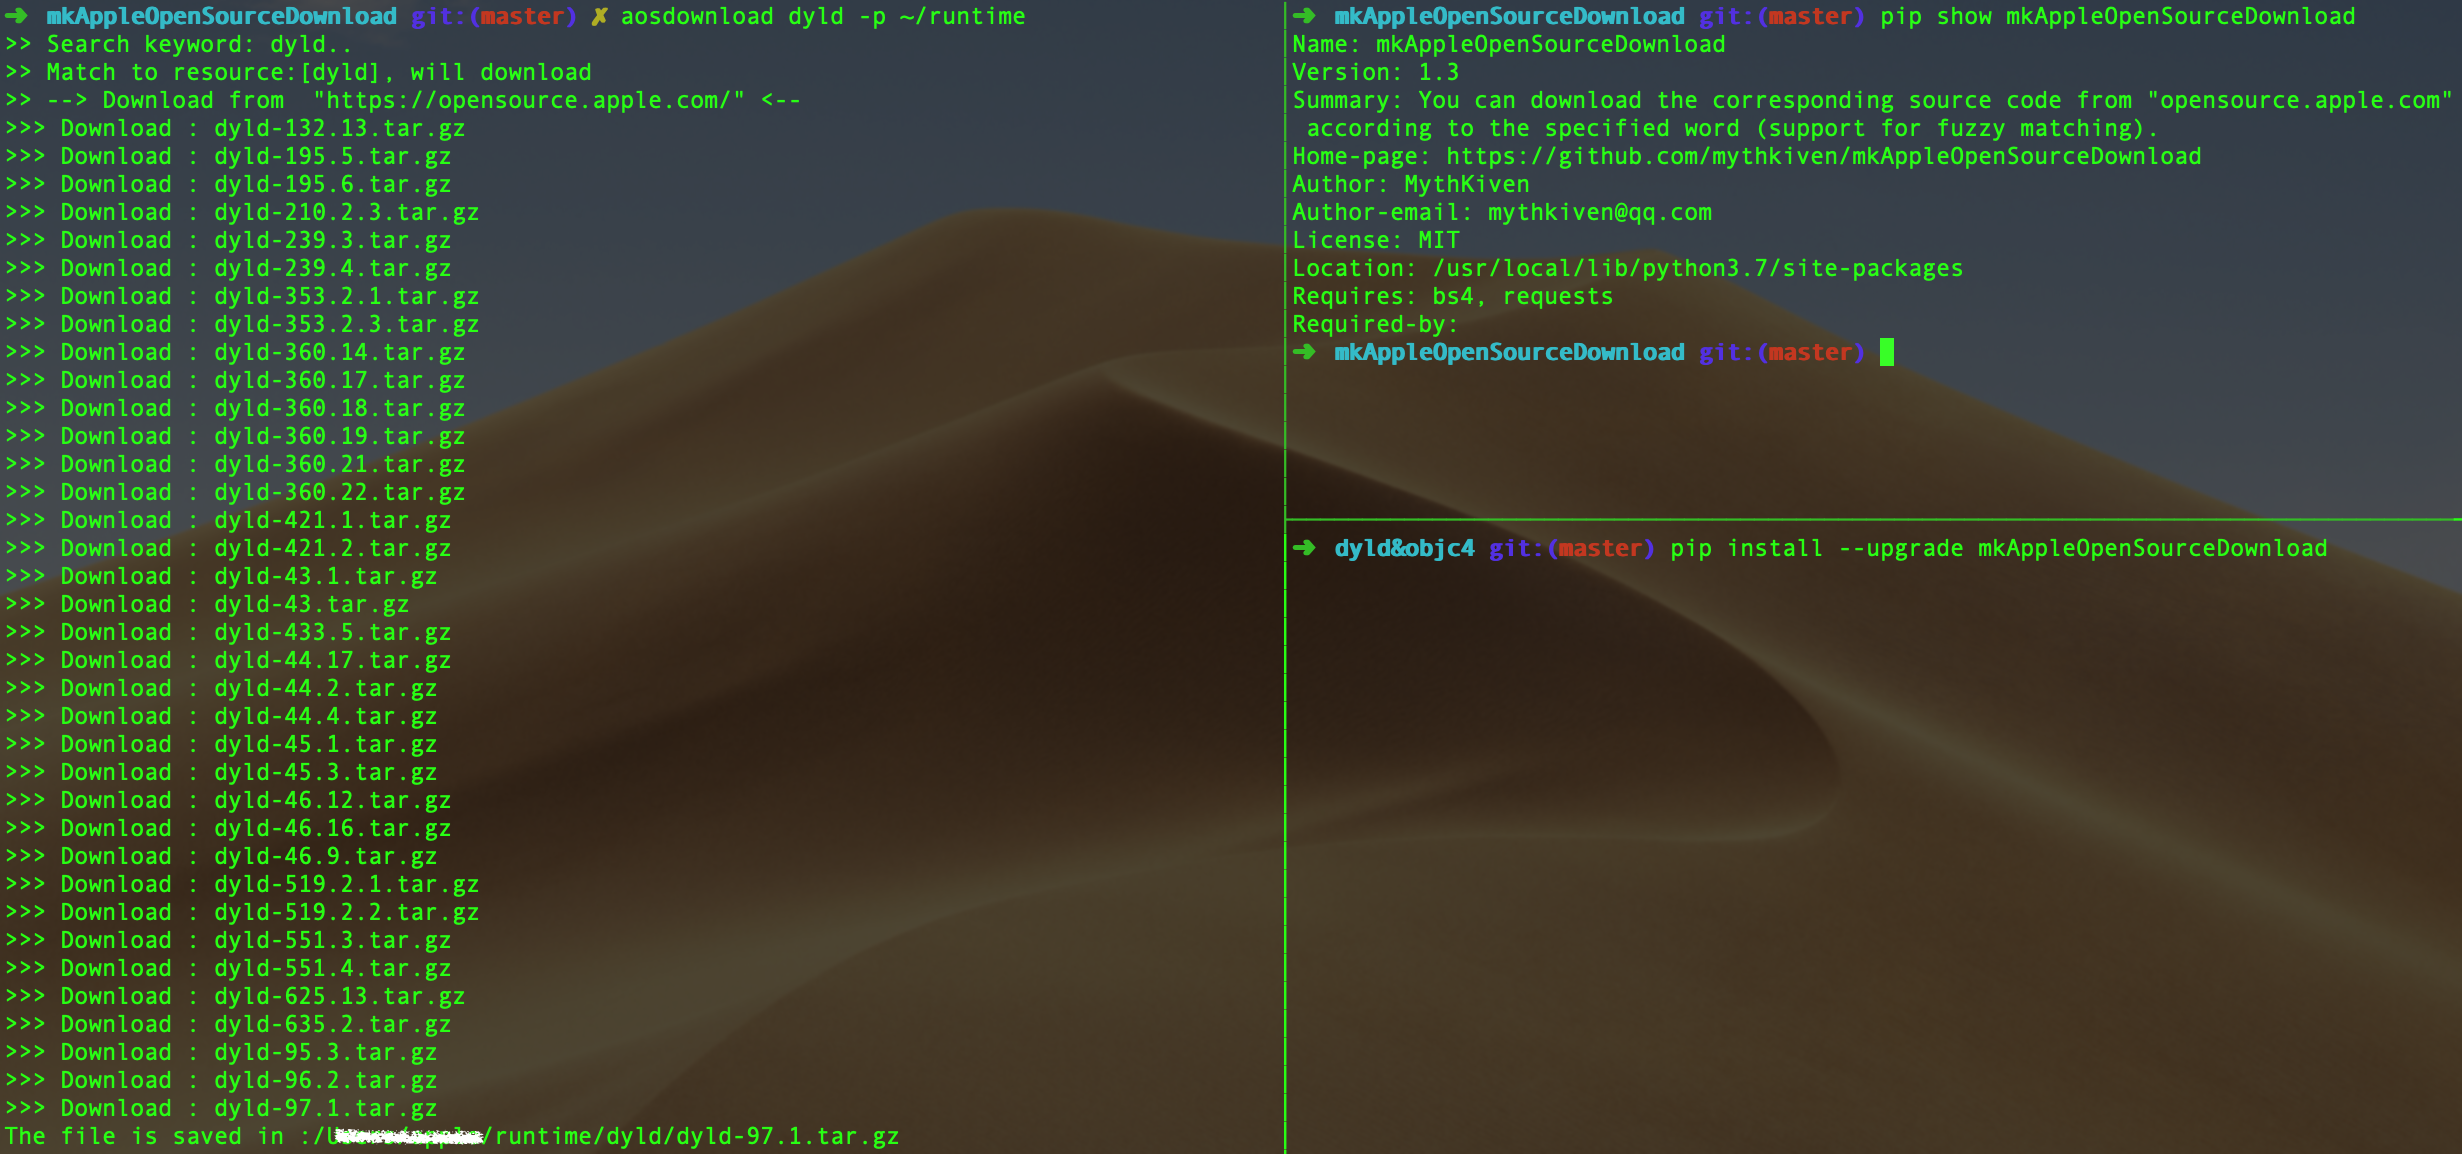 ➜ mkAppleOpenSourceDownload git:(master) ✗ aosdownload dyld -p ~/runtime
>> Search keyword: dyld..
>> Match to resource:[dyld], will download
>> --> Download from  "https://opensource.apple.com/" <--
>>> Download : dyld-132.13.tar.gz
>>> Download : dyld-195.5.tar.gz
>>> Download : dyld-195.6.tar.gz
>>> Download : dyld-210.2.3.tar.gz
>>> Download : dyld-239.3.tar.gz
>>> Download : dyld-239.4.tar.gz
>>> Download : dyld-353.2.1.tar.gz
>>> Download : dyld-353.2.3.tar.gz
>>> Download : dyld-360.14.tar.gz
>>> Download : dyld-360.17.tar.gz
>>> Download : dyld-360.18.tar.gz
>>> Download : dyld-360.19.tar.gz
>>> Download : dyld-360.21.tar.gz
>>> Download : dyld-360.22.tar.gz
>>> Download : dyld-421.1.tar.gz
>>> Download : dyld-421.2.tar.gz
>>> Download : dyld-43.1.tar.gz
>>> Download : dyld-43.tar.gz
>>> Download : dyld-433.5.tar.gz
>>> Download : dyld-44.17.tar.gz
>>> Download : dyld-44.2.tar.gz
>>> Download : dyld-44.4.tar.gz
>>> Download : dyld-45.1.tar.gz
>>> Download : dyld-45.3.tar.gz
>>> Download : dyld-46.12.tar.gz
>>> Download : dyld-46.16.tar.gz
>>> Download : dyld-46.9.tar.gz
>>> Download : dyld-519.2.1.tar.gz
>>> Download : dyld-519.2.2.tar.gz
>>> Download : dyld-551.3.tar.gz
>>> Download : dyld-551.4.tar.gz
>>> Download : dyld-625.13.tar.gz
>>> Download : dyld-635.2.tar.gz
>>> Download : dyld-95.3.tar.gz
>>> Download : dyld-96.2.tar.gz
>>> Download : dyld-97.1.tar.gz
The file is saved in :/ /runtime/dyld/dyld-97.1.tar.gz
➜ mkAppleOpenSourceDownload git:(master) pip show mkAppleOpenSourceDownload
Name: mkAppleOpenSourceDownload
Version: 1.3
Summary: You can download the corresponding source code from "opensource.apple.com"
according to the specified word (support for fuzzy matching).
Home-page: https://github.com/mythkiven/mkAppleOpenSourceDownload
Author: MythKiven
Author-email: mythkiven@qq.com
License: MIT
Location: /usr/local/lib/python3.7/site-packages
Requires: bs4, requests
Required-by:
➜ mkAppleOpenSourceDownload git:(master)
➜ dyld&objc4 git:(master) pip install --upgrade mkAppleOpenSourceDownload